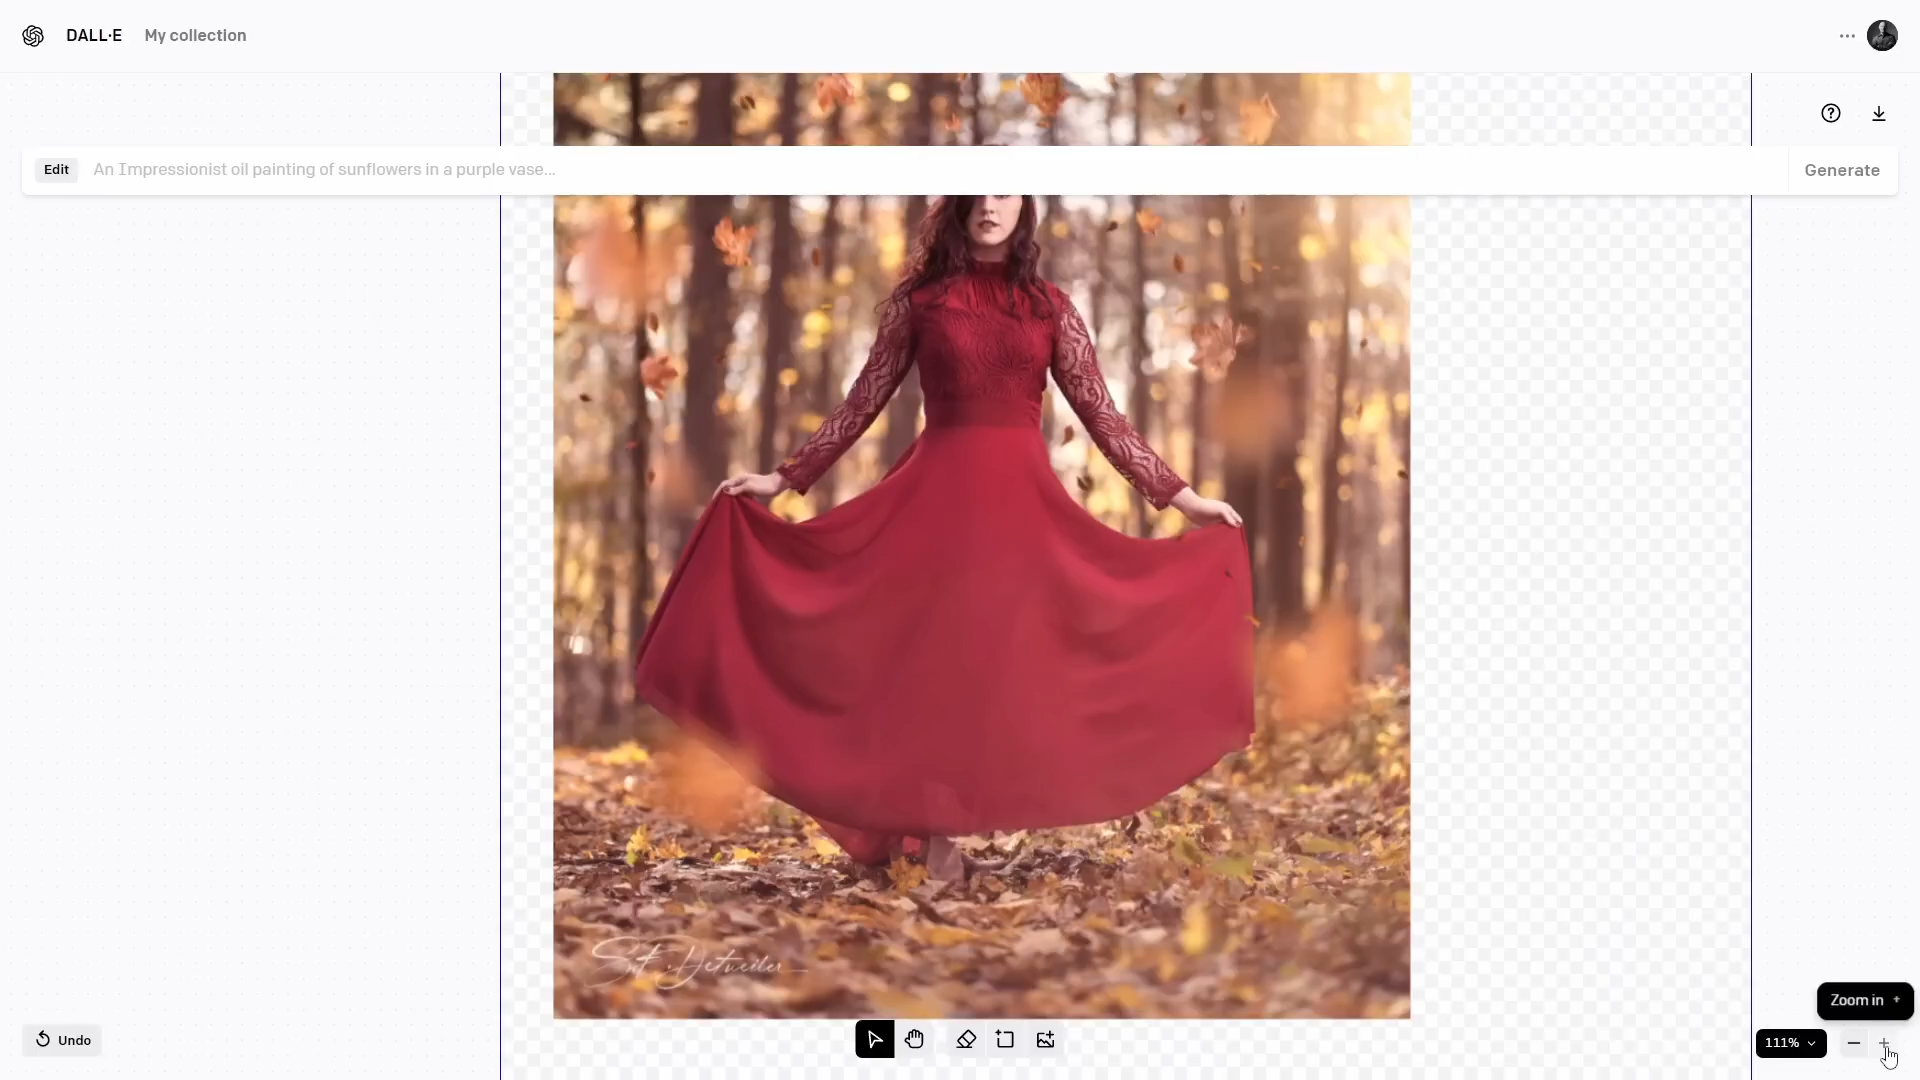 DALL·E My collection
Edit An Impressionist oil painting of sunflowers in a purple vase... Generate
Undo
Zoom in +
111%